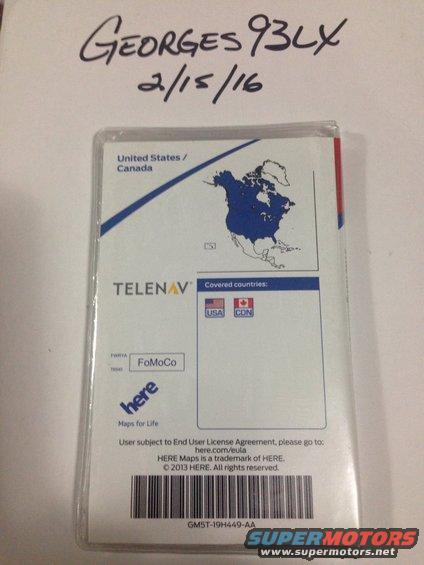 GEORGES93LX
2/15/16
United States /
Canada
TELENAV
Covered countries:
USA CDN
FoMoCo
here
Maps for Life
User subject to End User License Agreement, please go to:
here.com/eula
HERE Maps is a trademark of HERE.
© 2013 HERE. All rights reserved.
GM5T-19H449-AA
SUPERMOTORS
www.supermotors.net